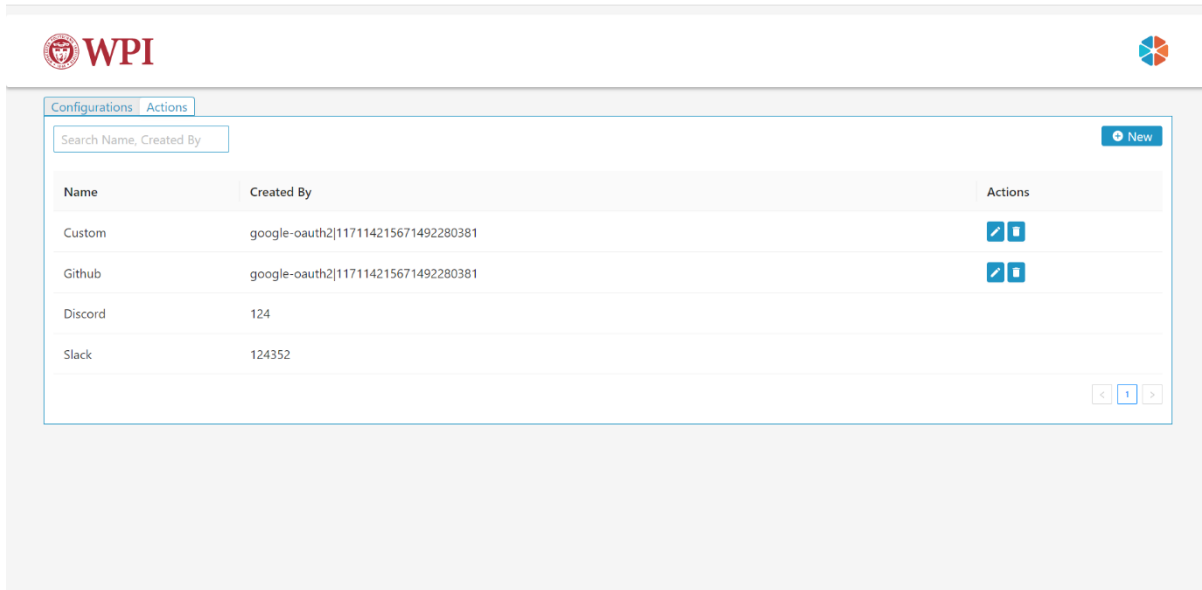 WPI
Configurations Actions
Search Name, Created By
New
Name Created By Actions
Custom google-oauth2|117114215671492280381
Github google-oauth2|117114215671492280381
Discord 124
Slack 124352
< 1 >